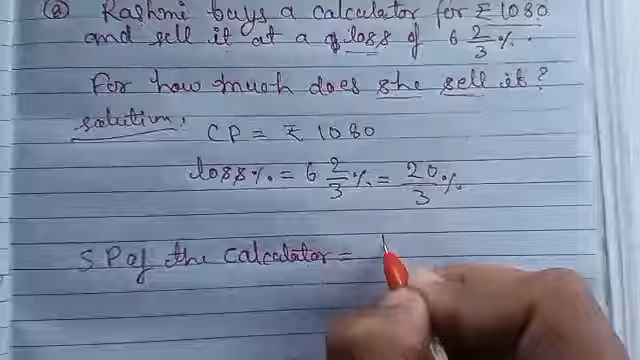 (a) Rashmi buys a calculator for ₹ 1080
and sell it at a loss of 6 2/3 %.
For how much does she sell it?
solution,
CP = ₹ 1080
loss % = 6 2/3 % = 20/3 %
SP of the calculator =